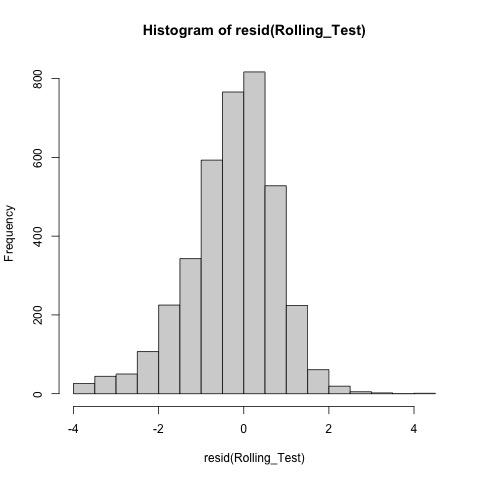 Histogram of resid(Rolling_Test)
Frequency
800
600
400
200
0
-4 -2 0 2 4
resid(Rolling_Test)